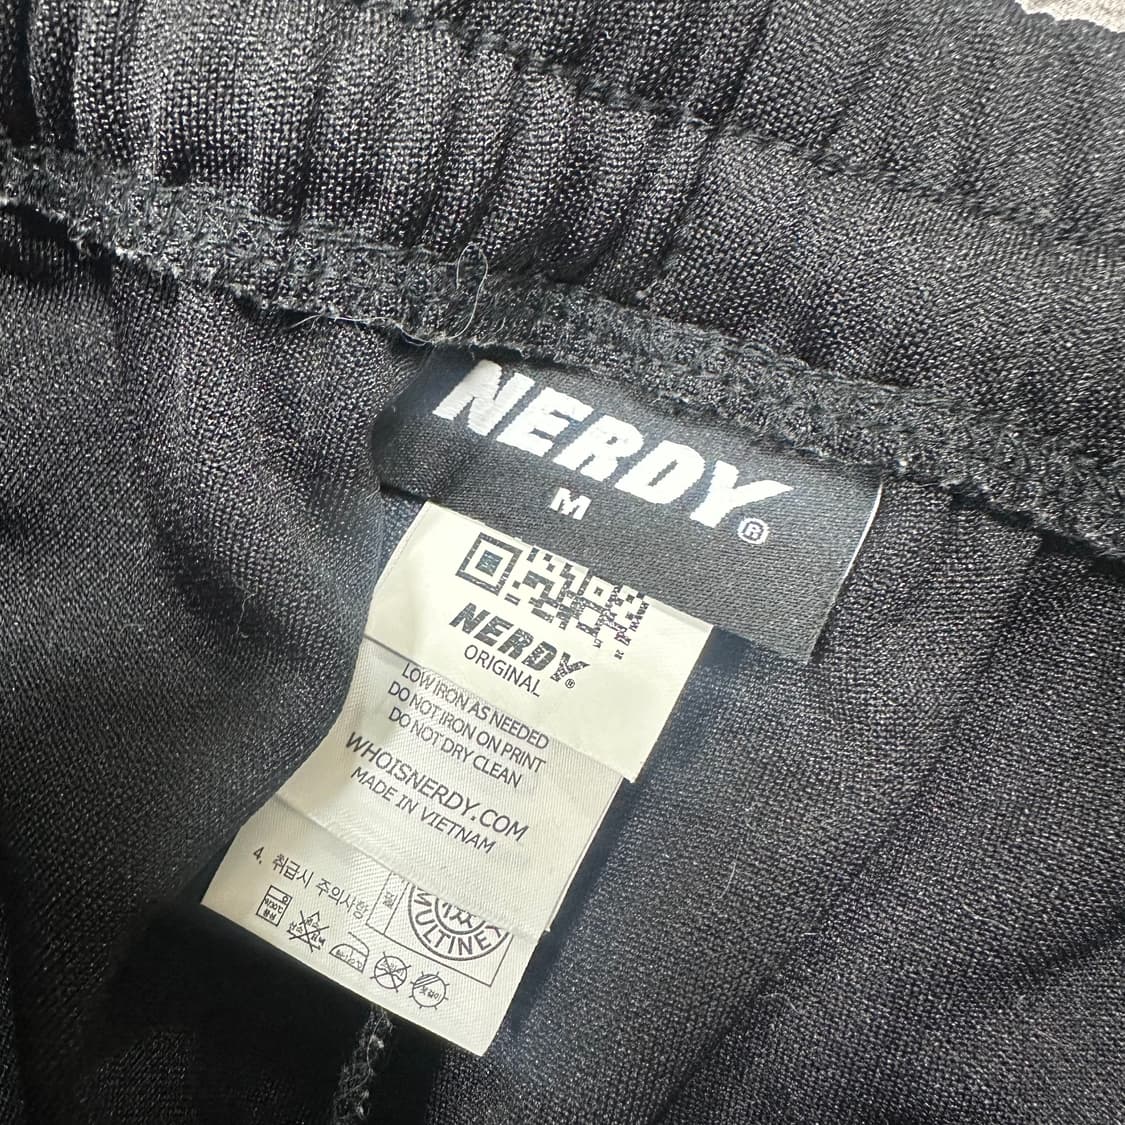 NERDY®
M
NERDY®
ORIGINAL
LOW IRON AS NEEDED
DO NOT IRON ON PRINT
DO NOT DRY CLEAN
WHOISNERDY.COM
MADE IN VIETNAM
4. 취급시 주의사항